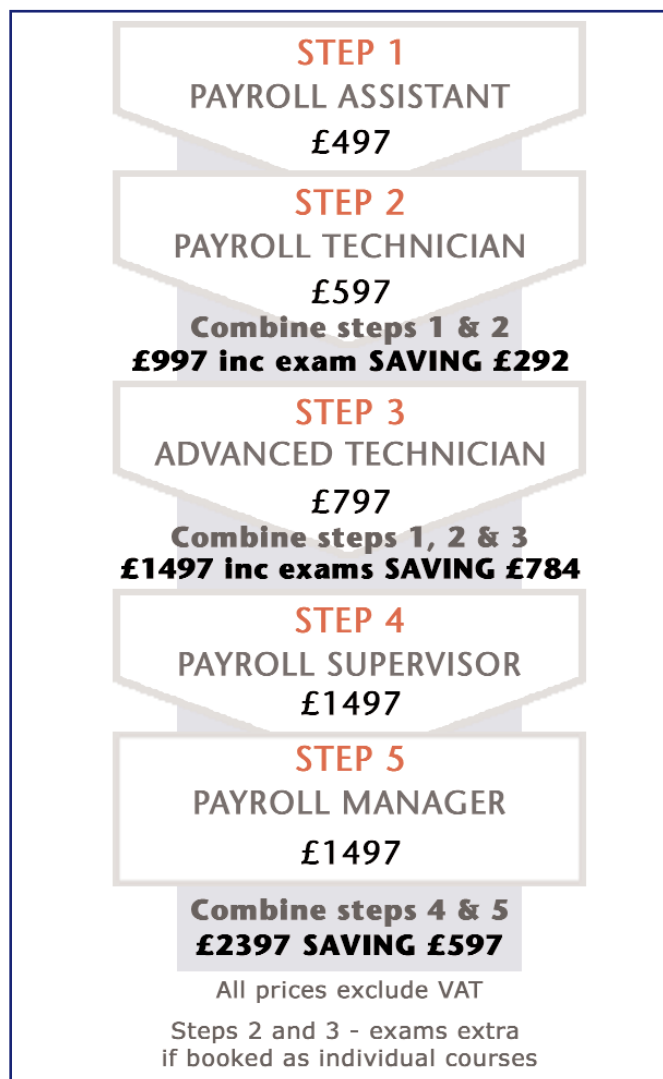 STEP 1
PAYROLL ASSISTANT
£497
STEP 2
PAYROLL TECHNICIAN
£597
Combine steps 1 & 2
£997 inc exam SAVING £292
STEP 3
ADVANCED TECHNICIAN
£797
Combine steps 1, 2 & 3
£1497 inc exams SAVING £784
STEP 4
PAYROLL SUPERVISOR
£1497
STEP 5
PAYROLL MANAGER
£1497
Combine steps 4 & 5
£2397 SAVING £597
All prices exclude VAT
Steps 2 and 3 - exams extra
if booked as individual courses